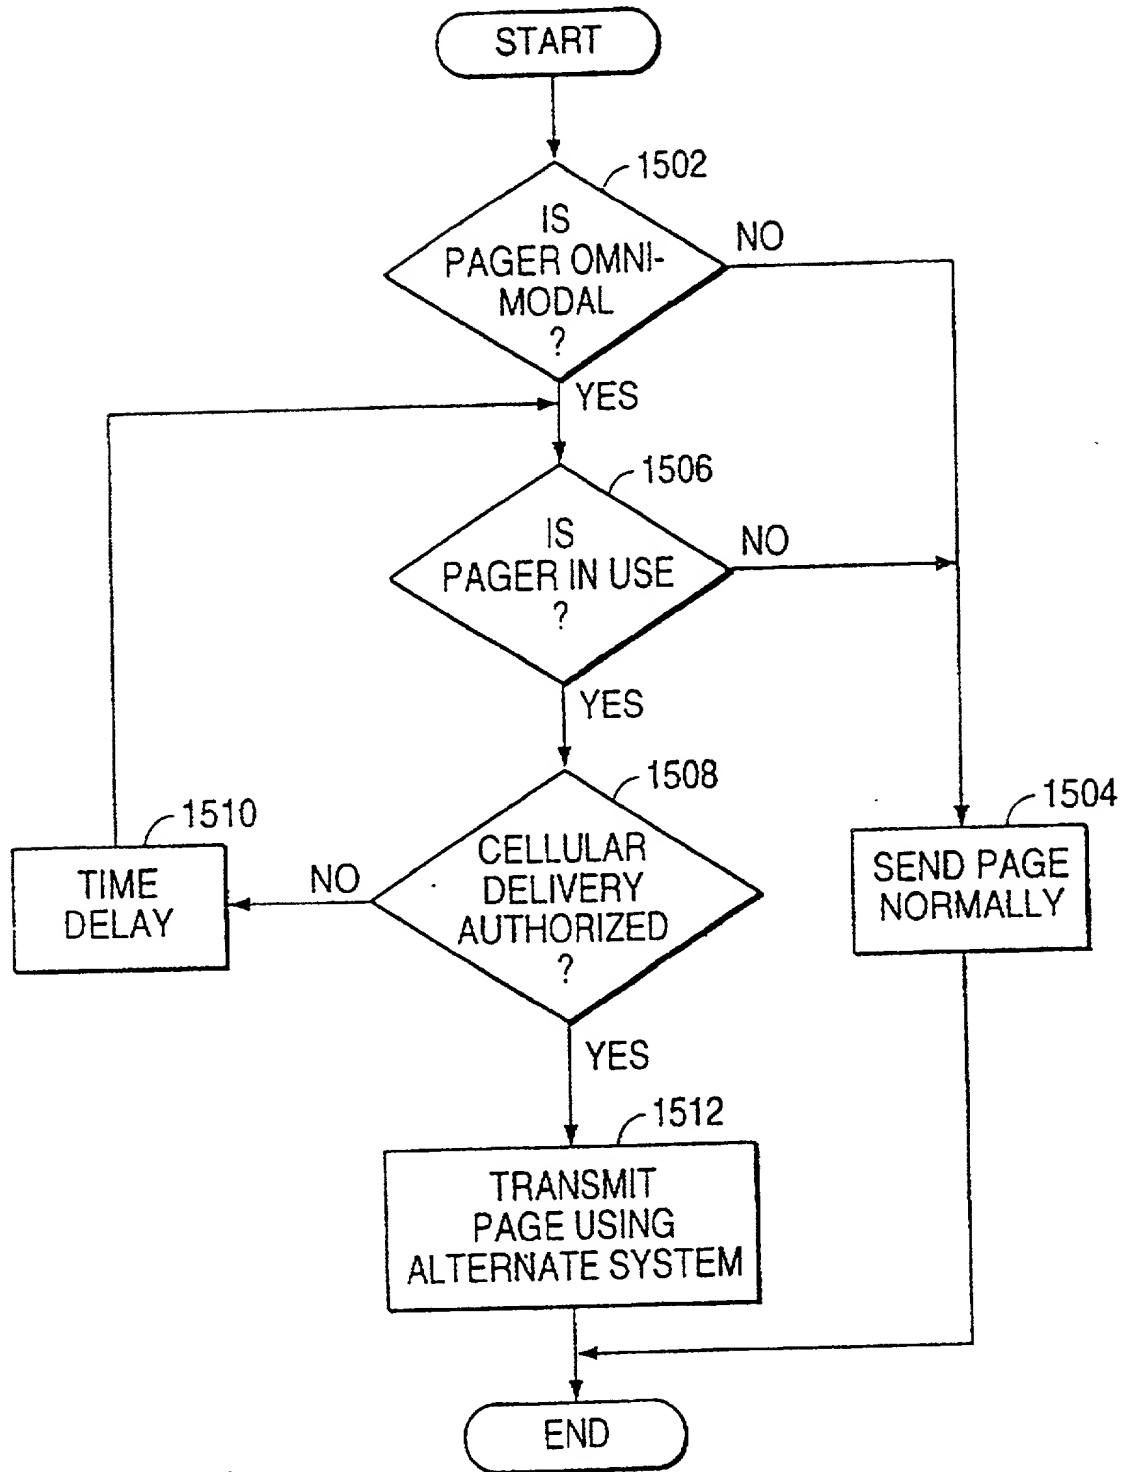 START
1502
IS
PAGER OMNI-
MODAL
?
NO
YES
1506
IS
PAGER IN USE
?
NO
YES
1508
CELLULAR
DELIVERY
AUTHORIZED
?
NO
1510
TIME
DELAY
1504
SEND PAGE
NORMALLY
YES
1512
TRANSMIT
PAGE USING
ALTERNATE SYSTEM
END